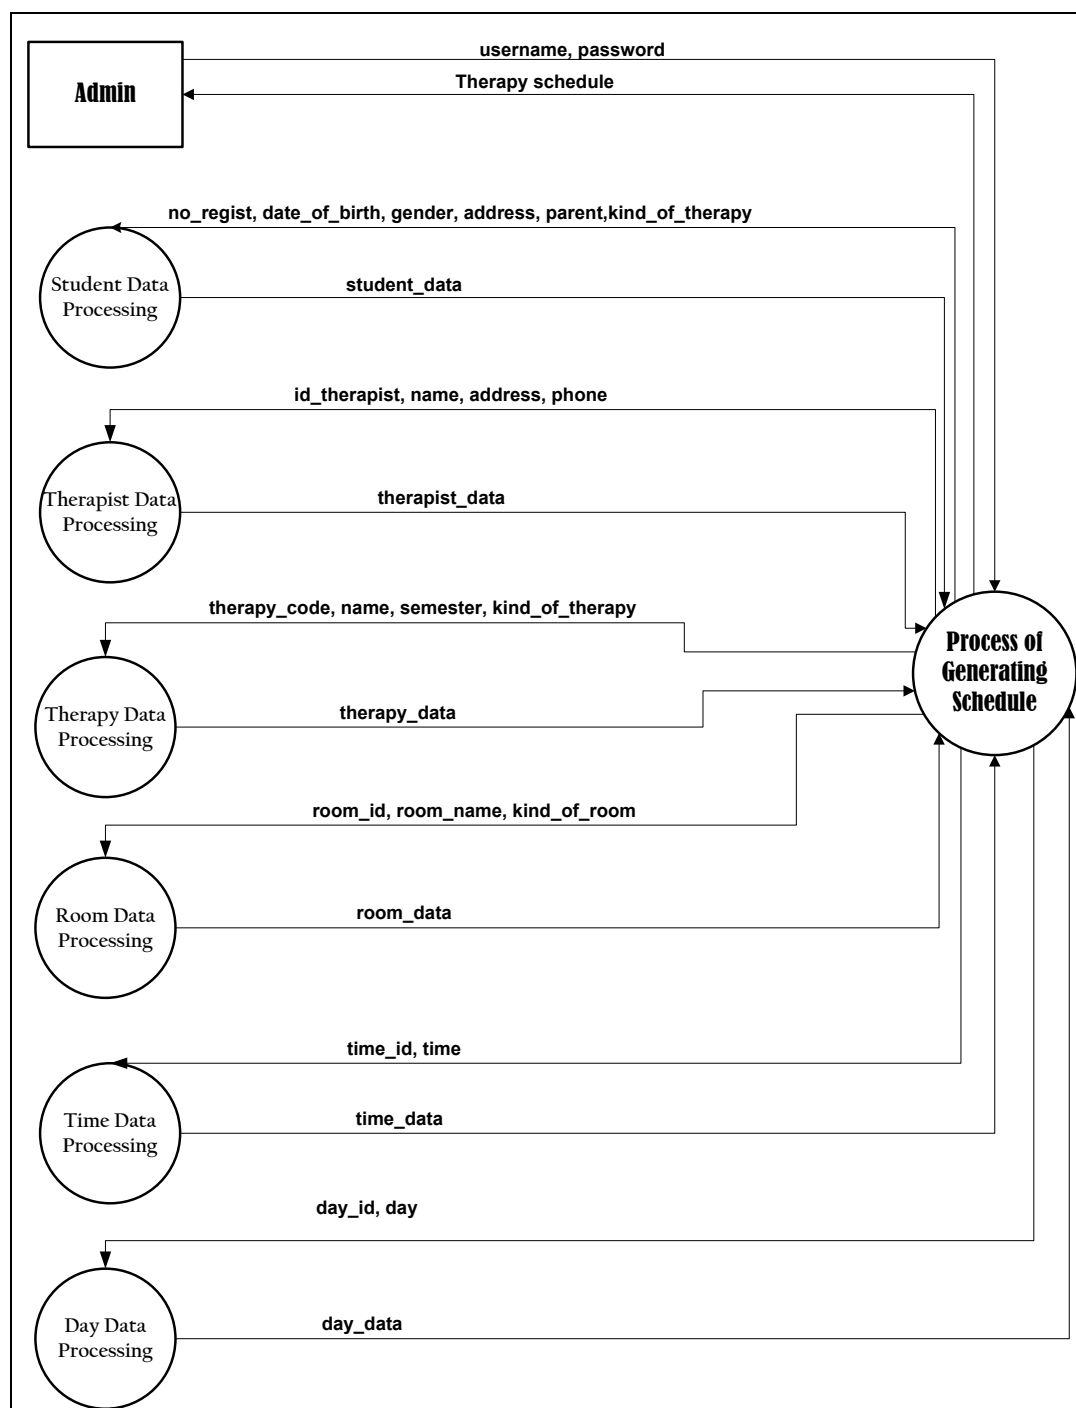 username, password
Admin
Therapy schedule
no_regist, date_of_birth, gender, address, parent,kind_of_therapy
Student Data
Processing
student_data
id_therapist, name, address, phone
Therapist Data
Processing
therapist_data
therapy_code, name, semester, kind_of_therapy
Process of
Generating
Schedule
Therapy Data
Processing
therapy_data
room_id, room_name, kind_of_room
Room Data
Processing
room_data
time_id, time
Time Data
Processing
time_data
day_id, day
Day Data
Processing
day_data